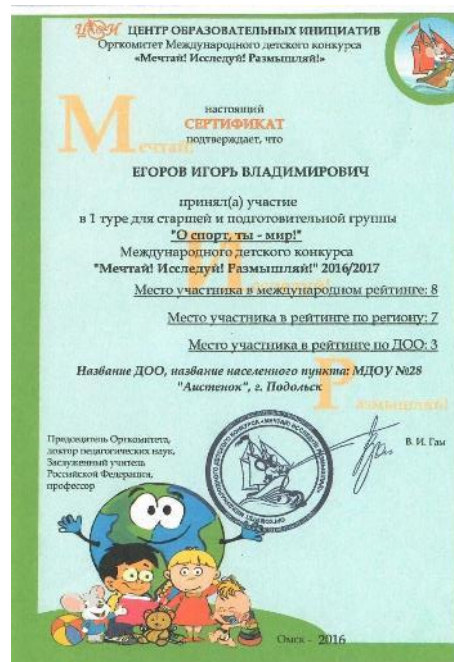 ЦЕНТР ОБРАЗОВАТЕЛЬНЫХ ИНИЦИАТИВ
Оргкомитет Международного детского конкурса
«Мечтай! Исследуй! Размышляй!»
настоящий
СЕРТИФИКАТ
подтверждает, что
Мечтай!
ЕГОРОВ ИГОРЬ ВЛАДИМИРОВИЧ
принял(а) участие
в 1 туре для старшей и подготовительной группы
"О спорт, ты - мир!"
Международного детского конкурса
"Мечтай! Исследуй! Размышляй!" 2016/2017
Место участника в международном рейтинге: 8
Место участника в рейтинге по региону: 7
Место участника в рейтинге по ДОО: 3
Название ДОО, название населенного пункта: МДОУ №28
"Аистенок", г. Подольск
Размышляй!
Председатель Оргкомитета,
доктор педагогических наук,
Заслуженный учитель
Российской Федерации,
профессор
В. И. Гам
Омск - 2016